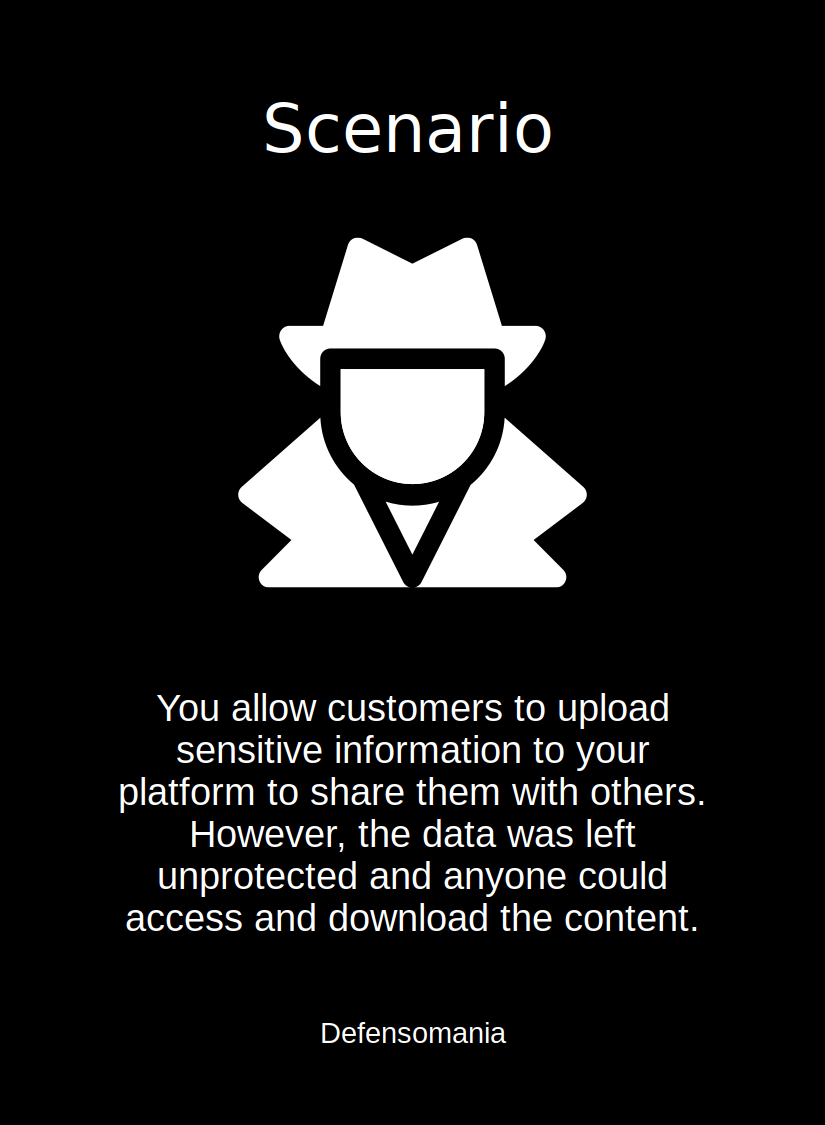 Scenario
You allow customers to upload
sensitive information to your
platform to share them with others.
However, the data was left
unprotected and anyone could
access and download the content.
Defensomania